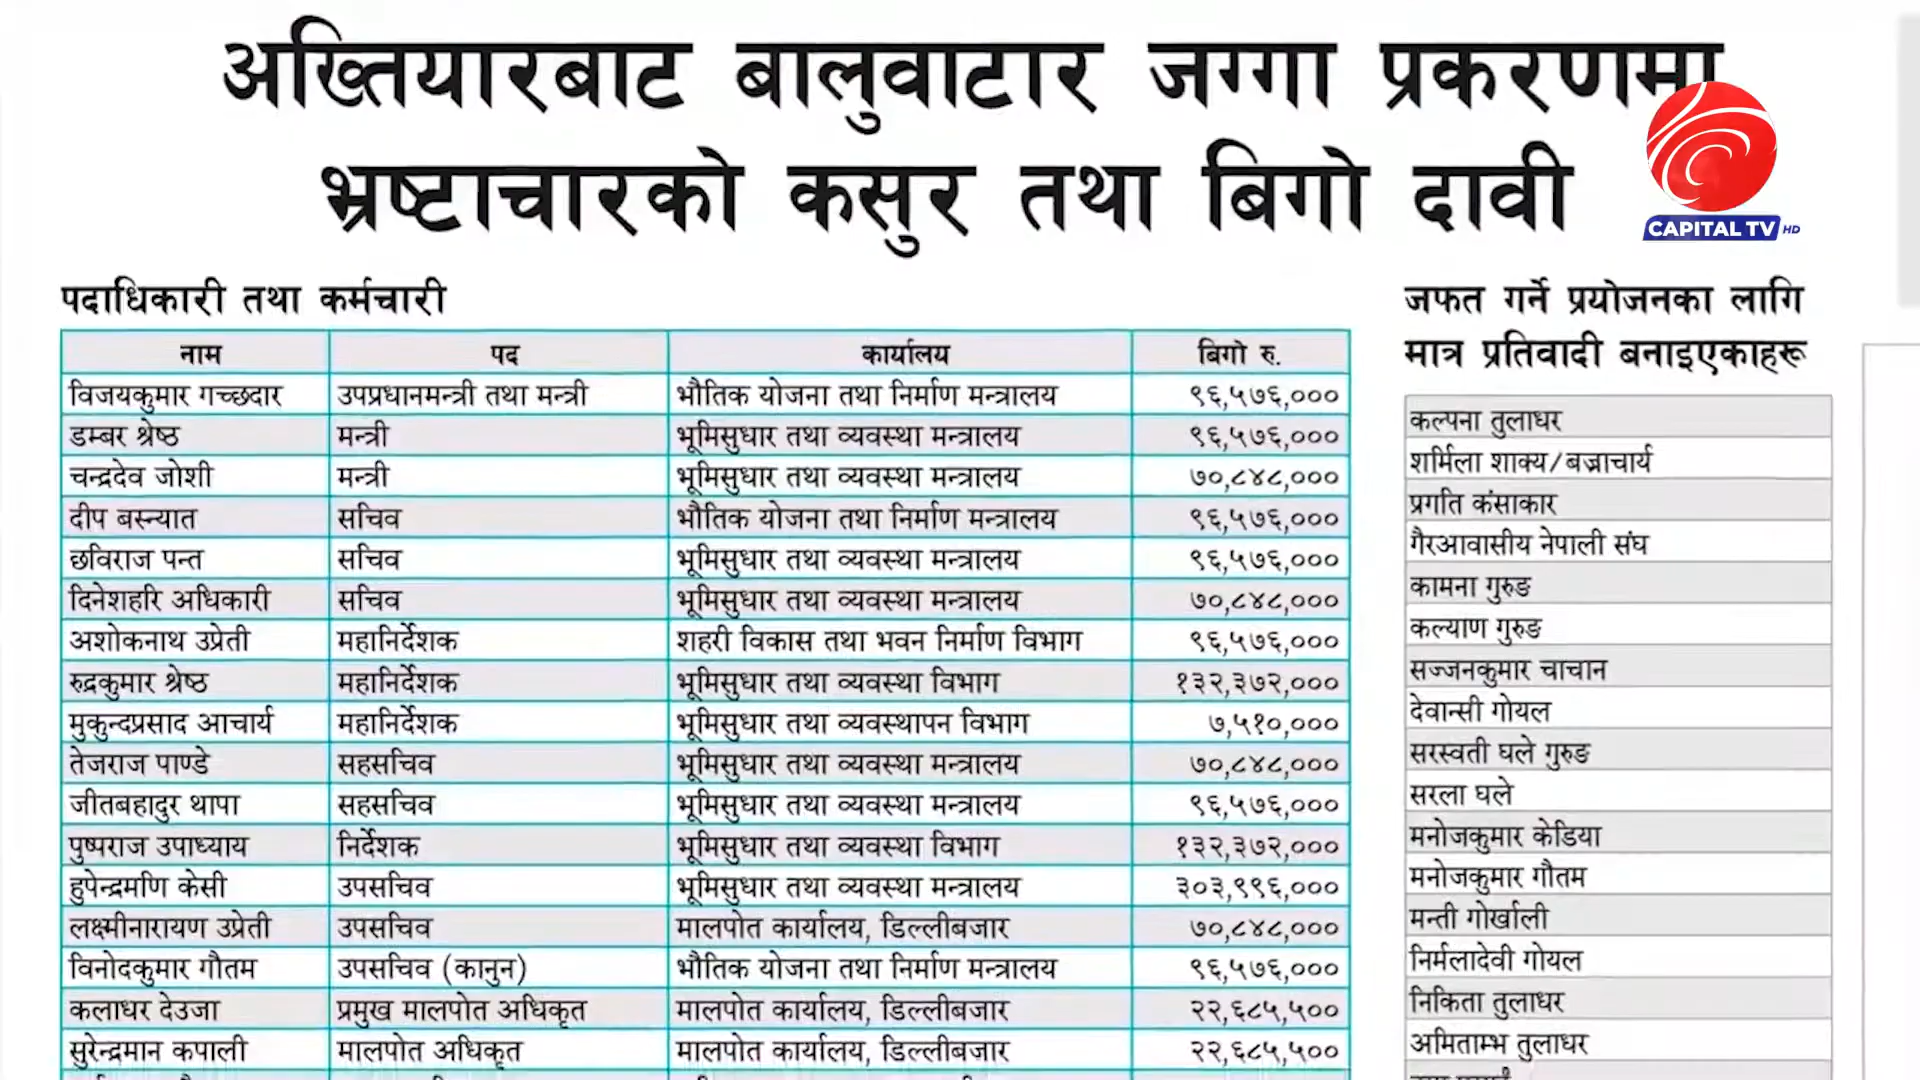 अख्तियारबाट बालुवाटार जग्गा प्रकरणमा
भ्रष्टाचारको कसुर तथा बिगो दावी
CAPITAL TV HD
पदाधिकारी तथा कर्मचारी
नाम पद कार्यालय बिगो रु.
विजयकुमार गच्छदार उपप्रधानमन्त्री तथा मन्त्री भौतिक योजना तथा निर्माण मन्त्रालय ९६,५७६,०००
डम्बर श्रेष्ठ मन्त्री भूमिसुधार तथा व्यवस्था मन्त्रालय ९६,५७६,०००
चन्द्रदेव जोशी मन्त्री भूमिसुधार तथा व्यवस्था मन्त्रालय ७०,८४८,०००
दीप बस्न्यात सचिव भौतिक योजना तथा निर्माण मन्त्रालय ९६,५७६,०००
छविराज पन्त सचिव भूमिसुधार तथा व्यवस्था मन्त्रालय ९६,५७६,०००
दिनेशहरि अधिकारी सचिव भूमिसुधार तथा व्यवस्था मन्त्रालय ७०,८४८,०००
अशोकनाथ उप्रेती महानिर्देशक शहरी विकास तथा भवन निर्माण विभाग ९६,५७६,०००
रुद्रकुमार श्रेष्ठ महानिर्देशक भूमिसुधार तथा व्यवस्था विभाग १३२,३७२,०००
मुकुन्दप्रसाद आचार्य महानिर्देशक भूमिसुधार तथा व्यवस्थापन विभाग ७,५१०,०००
तेजराज पाण्डे सहसचिव भूमिसुधार तथा व्यवस्था मन्त्रालय ७०,८४८,०००
जीतबहादुर थापा सहसचिव भूमिसुधार तथा व्यवस्था मन्त्रालय ९६,५७६,०००
पुष्पराज उपाध्याय निर्देशक भूमिसुधार तथा व्यवस्था विभाग १३२,३७२,०००
हुपेन्द्रमणि केसी उपसचिव भूमिसुधार तथा व्यवस्था मन्त्रालय ३०३,९९६,०००
लक्ष्मीनारायण उप्रेती उपसचिव मालपोत कार्यालय, डिल्लीबजार ७०,८४८,०००
विनोदकुमार गौतम उपसचिव (कानुन) भौतिक योजना तथा निर्माण मन्त्रालय ९६,५७६,०००
कलाधर देउजा प्रमुख मालपोत अधिकृत मालपोत कार्यालय, डिल्लीबजार २२,६८५,५००
सुरेन्द्रमान कपाली मालपोत अधिकृत मालपोत कार्यालय, डिल्लीबजार २२,६८५,५००
जफत गर्ने प्रयोजनका लागि
मात्र प्रतिवादी बनाइएकाहरू
कल्पना तुलाधर
शर्मिला शाक्य/बज्राचार्य
प्रगति कंसाकार
गैरआवासीय नेपाली संघ
कामना गुरुङ
कल्याण गुरुङ
सज्जनकुमार चाचान
देवान्सी गोयल
सरस्वती घले गुरुङ
सरला घले
मनोजकुमार केडिया
मनोजकुमार गौतम
मन्ती गोर्खाली
निर्मलादेवी गोयल
निकिता तुलाधर
अमिताम्भ तुलाधर